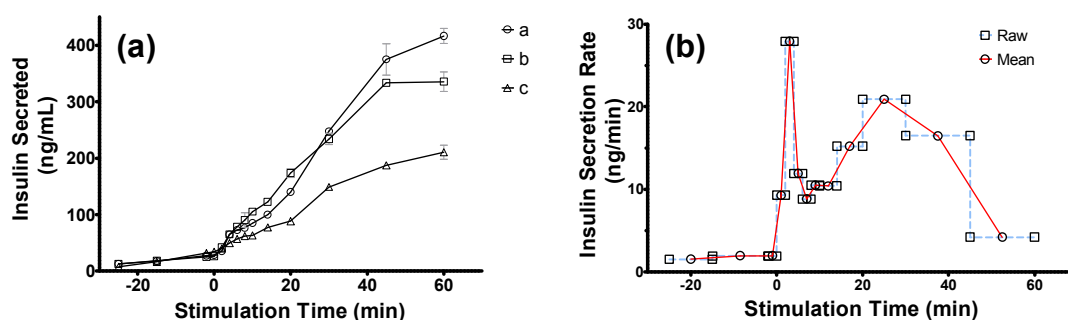 (a)
Insulin Secreted
(ng/mL)
400
300
200
100
0
-20
0
20
40
60
Stimulation Time (min)
a
b
c
(b)
Insulin Secretion Rate
(ng/min)
30
20
10
0
-20
0
20
40
60
Stimulation Time (min)
Raw
Mean